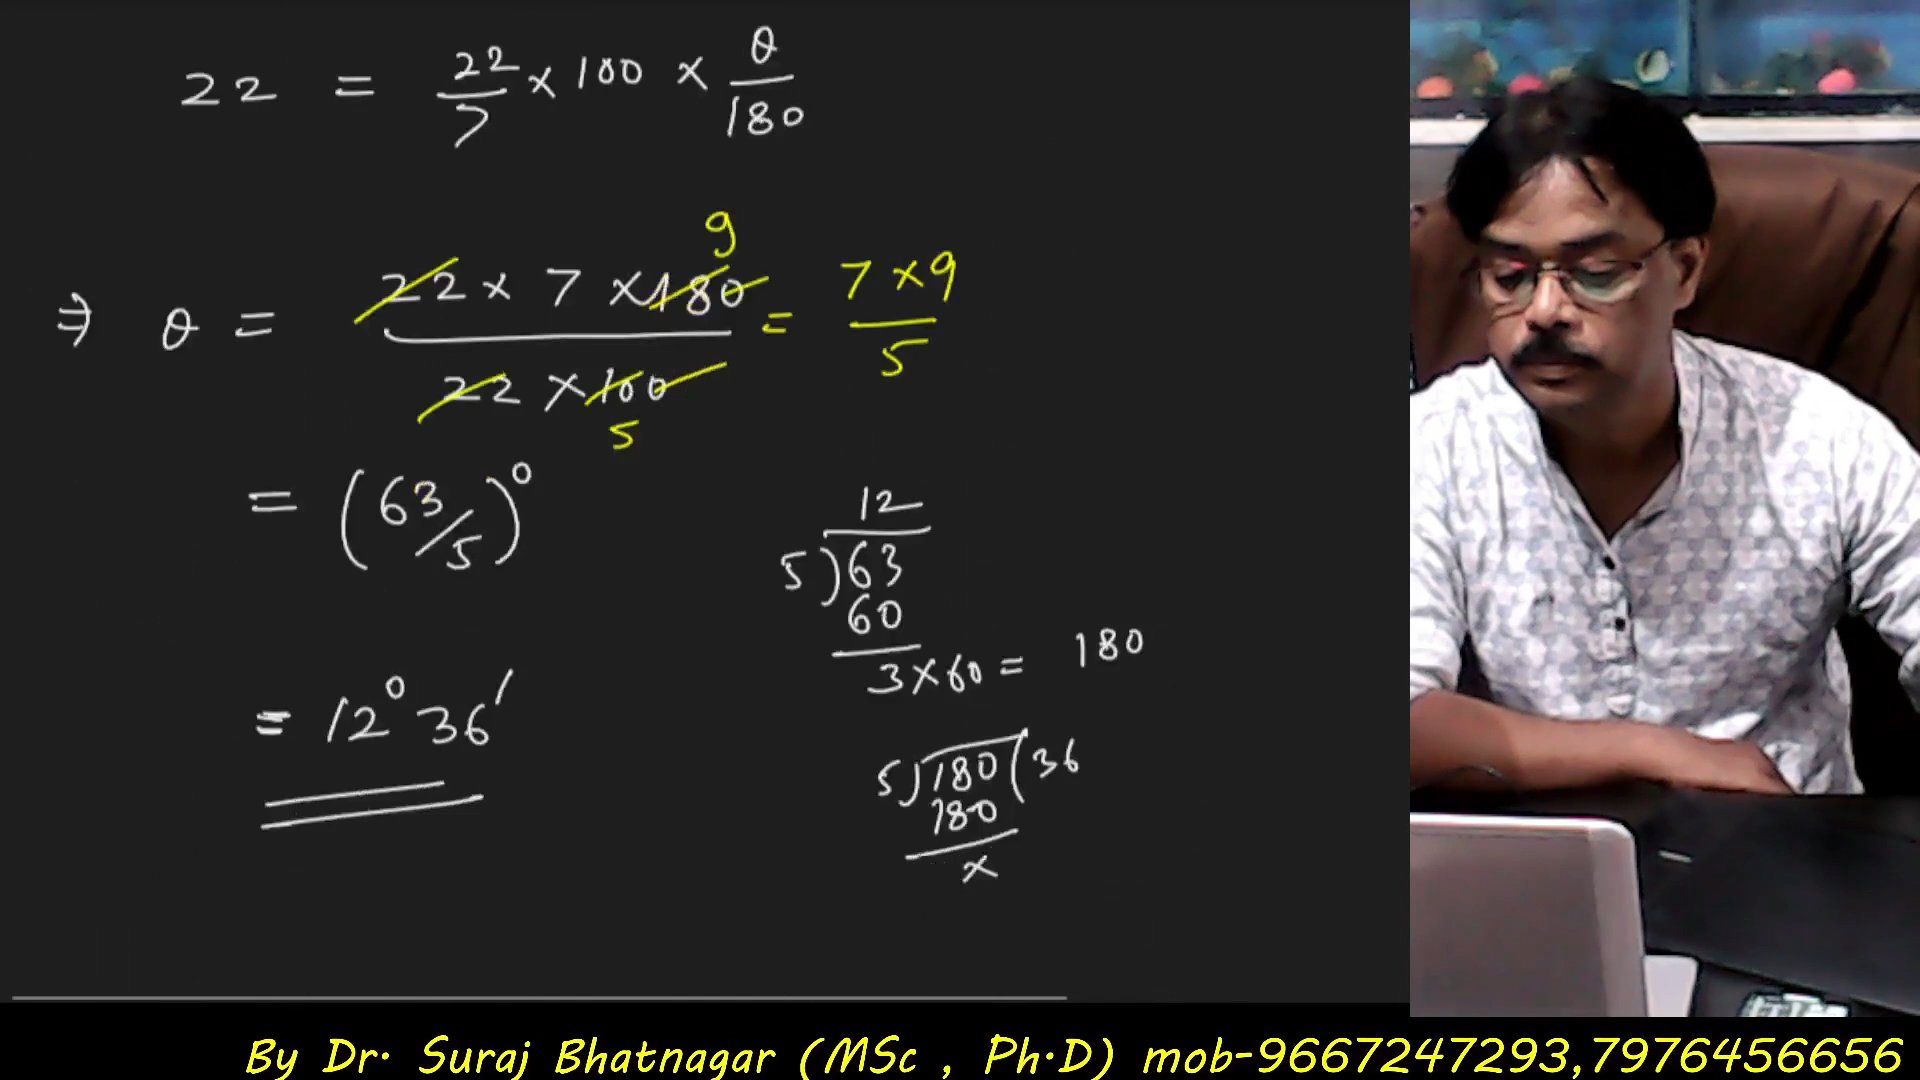 22 = 22/7 × 100 × θ/180
9
⇒ θ = 22 × 7 × 180 / 22 × 100 = 7 × 9 / 5
5
= (63/5)°
12
5)63
60
3 × 60 = 180
= 12° 36′
5)180(36
180
×
By Dr. Suraj Bhatnagar (MSc , Ph.D) mob-9667247293,7976456656